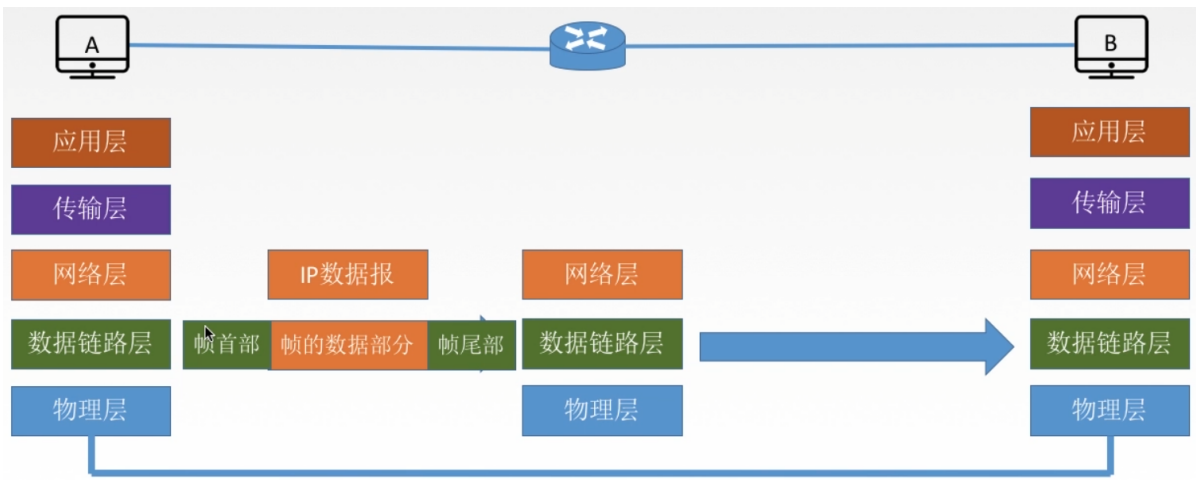 A
B
应用层
应用层
传输层
传输层
网络层
IP数据报
网络层
网络层
数据链路层
帧首部
帧的数据部分
帧尾部
数据链路层
数据链路层
物理层
物理层
物理层